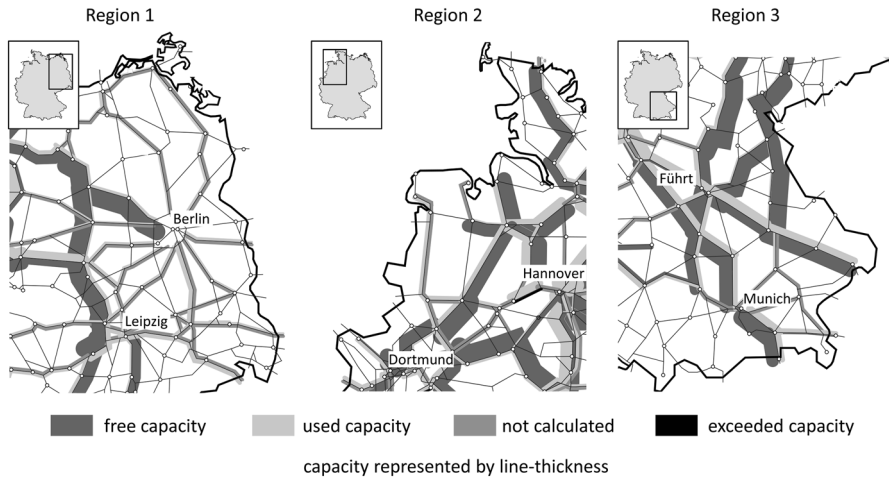 Region 1
Region 2
Region 3
Berlin
Leipzig
Hannover
Dortmund
Führt
Munich
free capacity
used capacity
not calculated
exceeded capacity
capacity represented by line-thickness